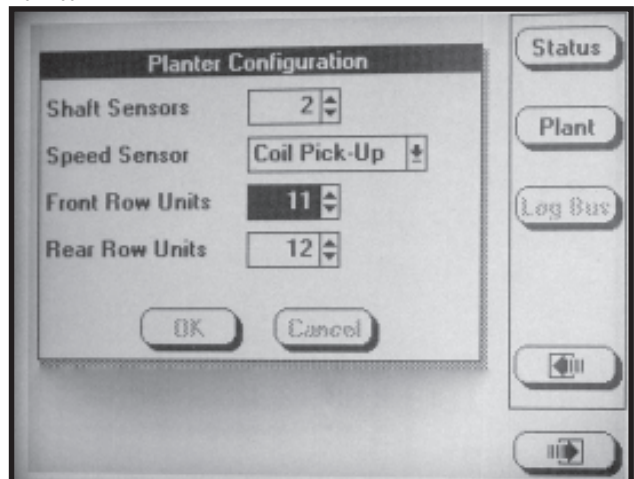 Planter Configuration
Shaft Sensors 2
Speed Sensor Coil Pick-Up
Front Row Units 11
Rear Row Units 12
OK Cancel
Status
Plant
Log Bus